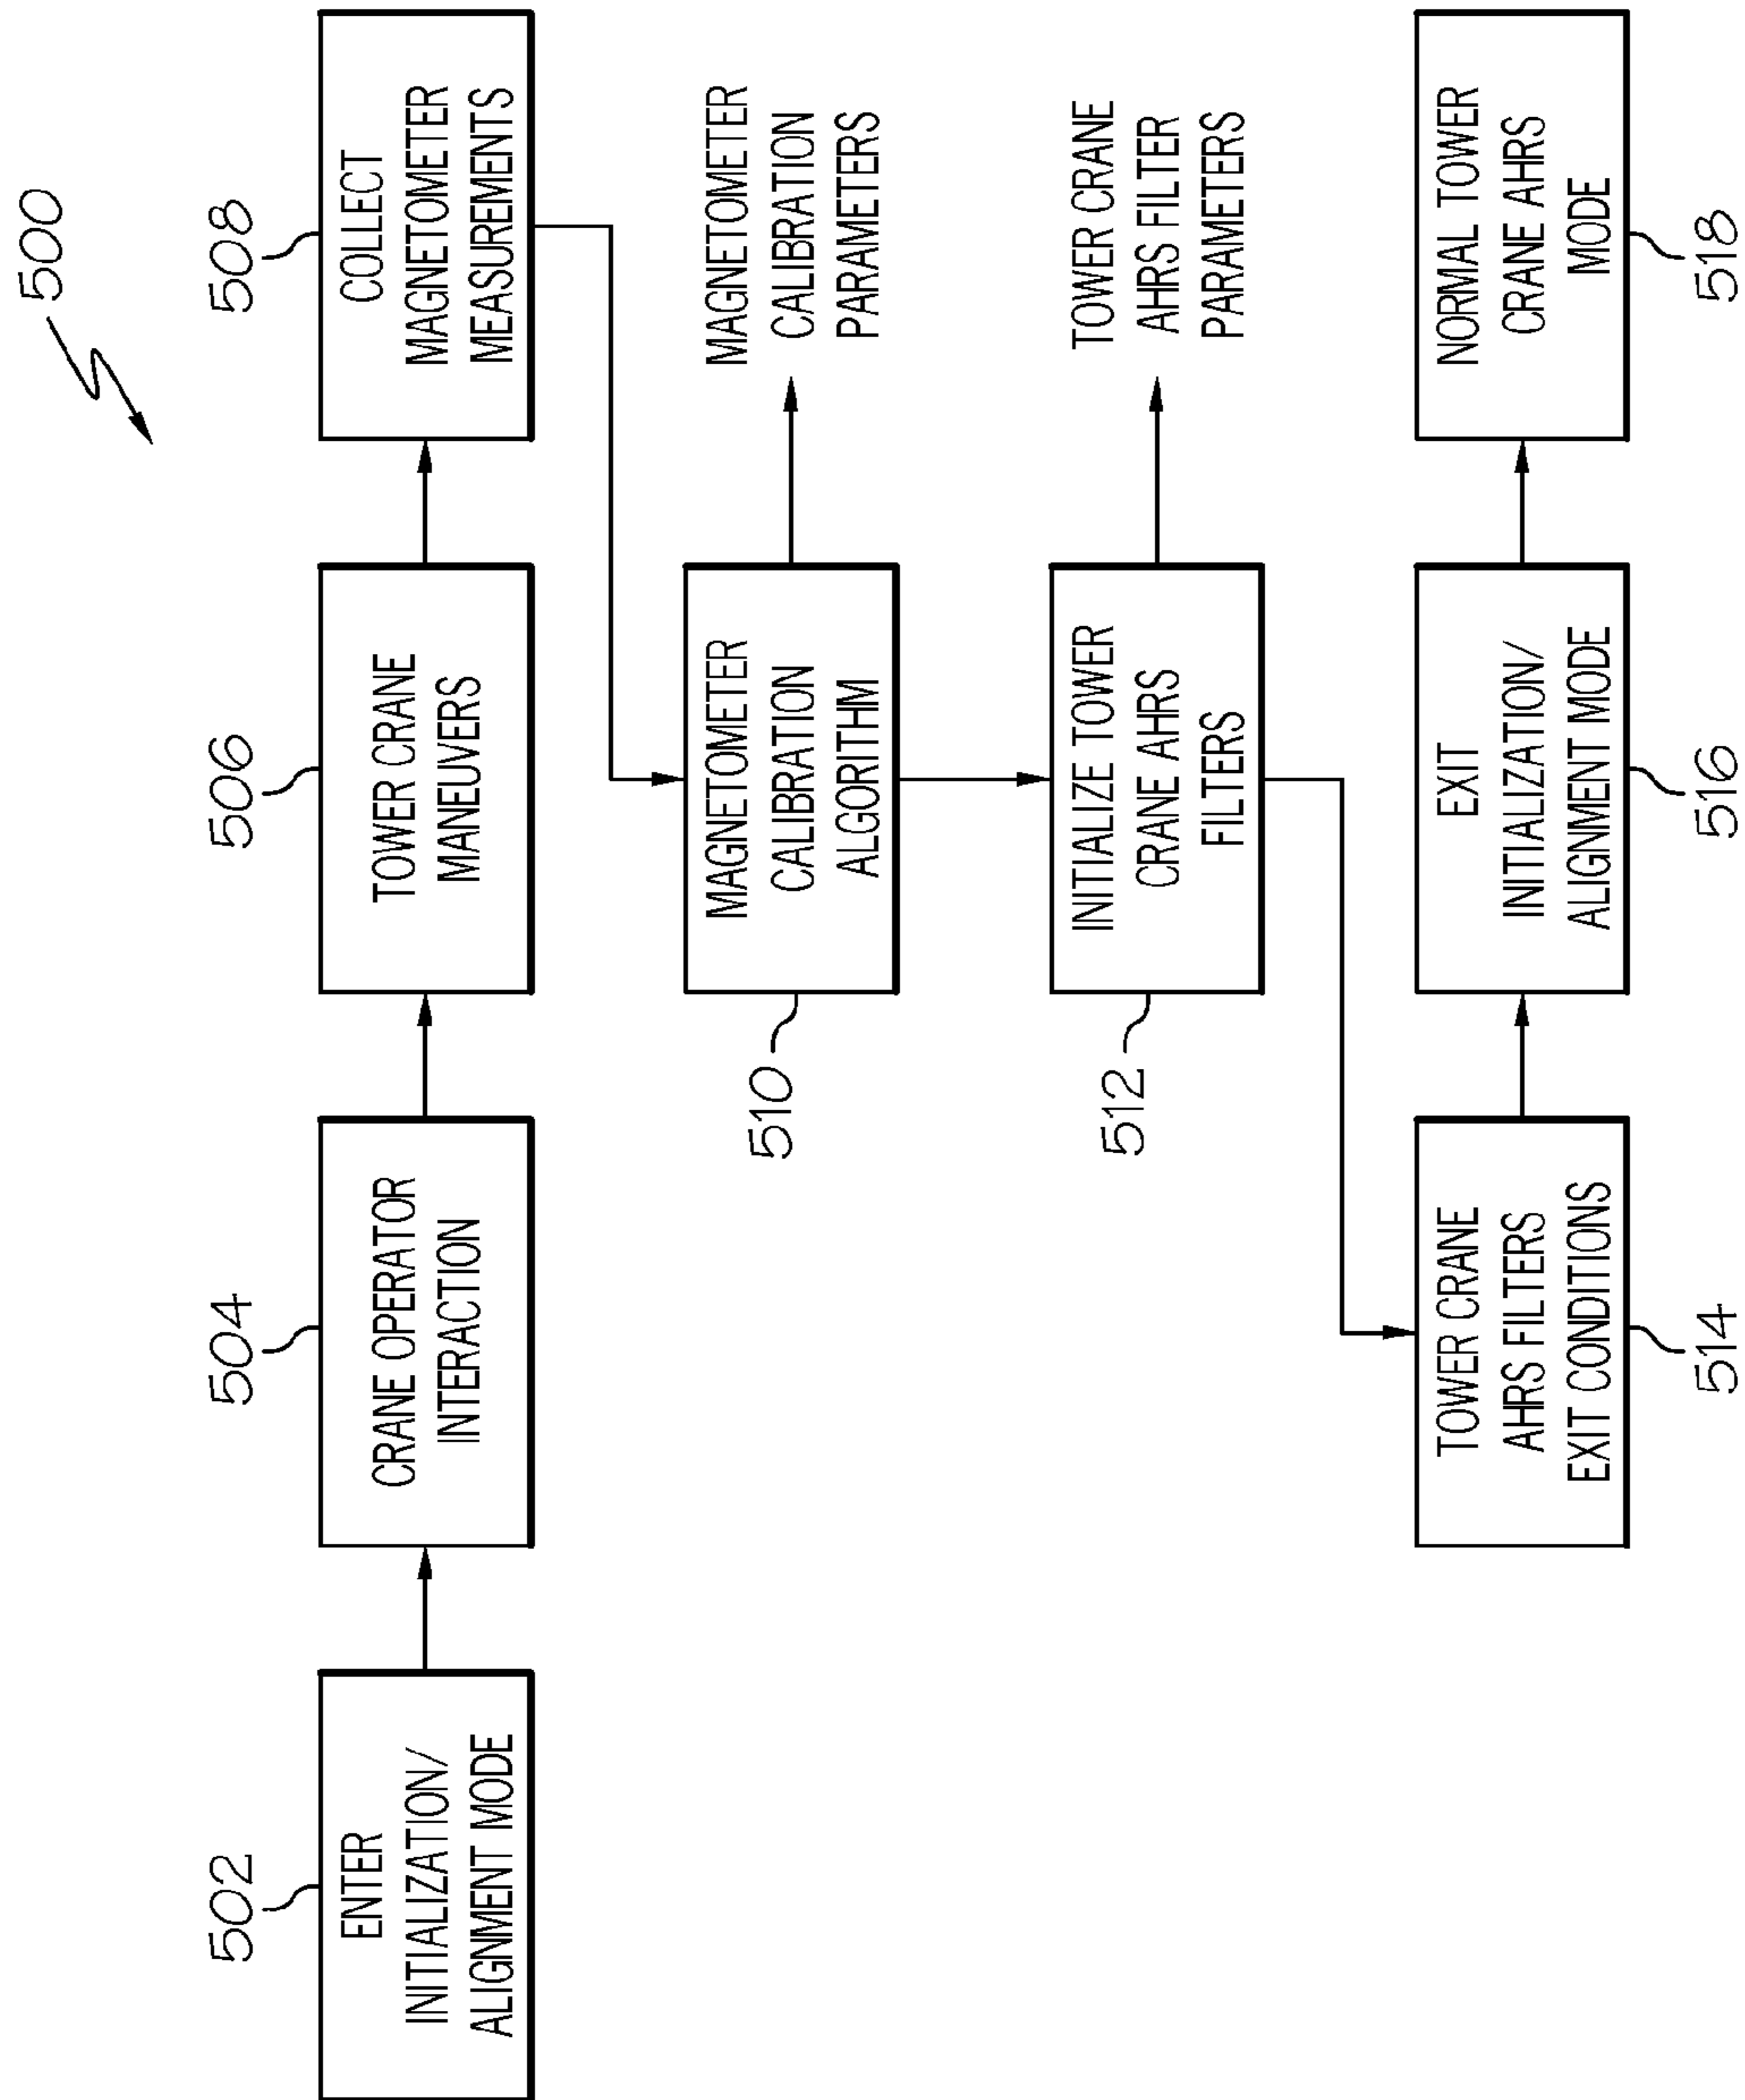 500
502
ENTER
INITIALIZATION/
ALIGNMENT MODE
504
CRANE OPERATOR
INTERACTION
506
TOWER CRANE
MANEUVERS
508
COLLECT
MAGNETOMETER
MEASUREMENTS
510
MAGNETOMETER
CALIBRATION
ALGORITHM
MAGNETOMETER
CALIBRATION
PARAMETERS
512
INITIALIZE TOWER
CRANE AHRS
FILTERS
TOWER CRANE
AHRS FILTER
PARAMETERS
TOWER CRANE
AHRS FILTERS
EXIT CONDITIONS
514
EXIT
INITIALIZATION/
ALIGNMENT MODE
516
NORMAL TOWER
CRANE AHRS
MODE
518